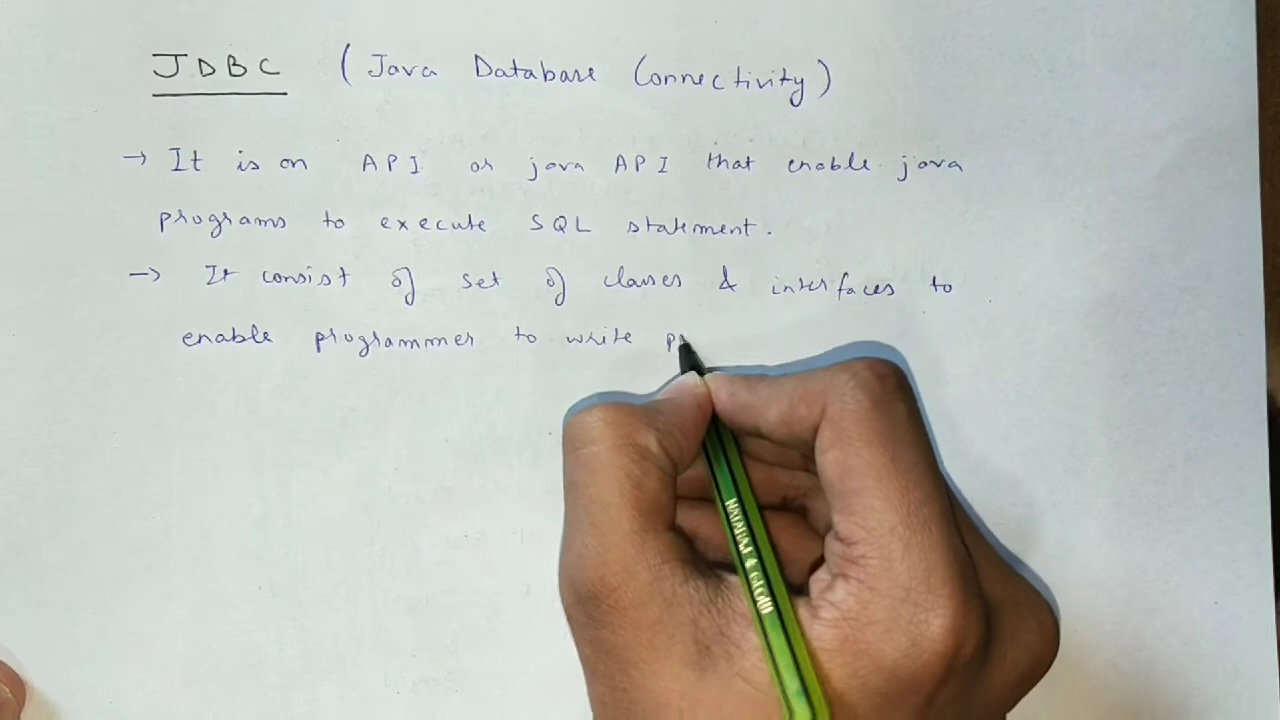 JDBC (Java Database Connectivity)
→ It is an API or java API that enable java
programs to execute SQL statement.
→ It consist of set of classes & interfaces to
enable programmer to write p